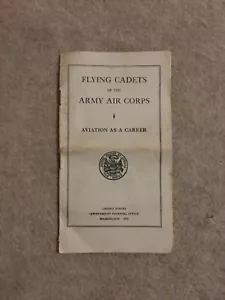 FLYING CADETS
OF THE
ARMY AIR CORPS
AVIATION AS A CAREER
UNITED STATES
GOVERNMENT PRINTING OFFICE
WASHINGTON